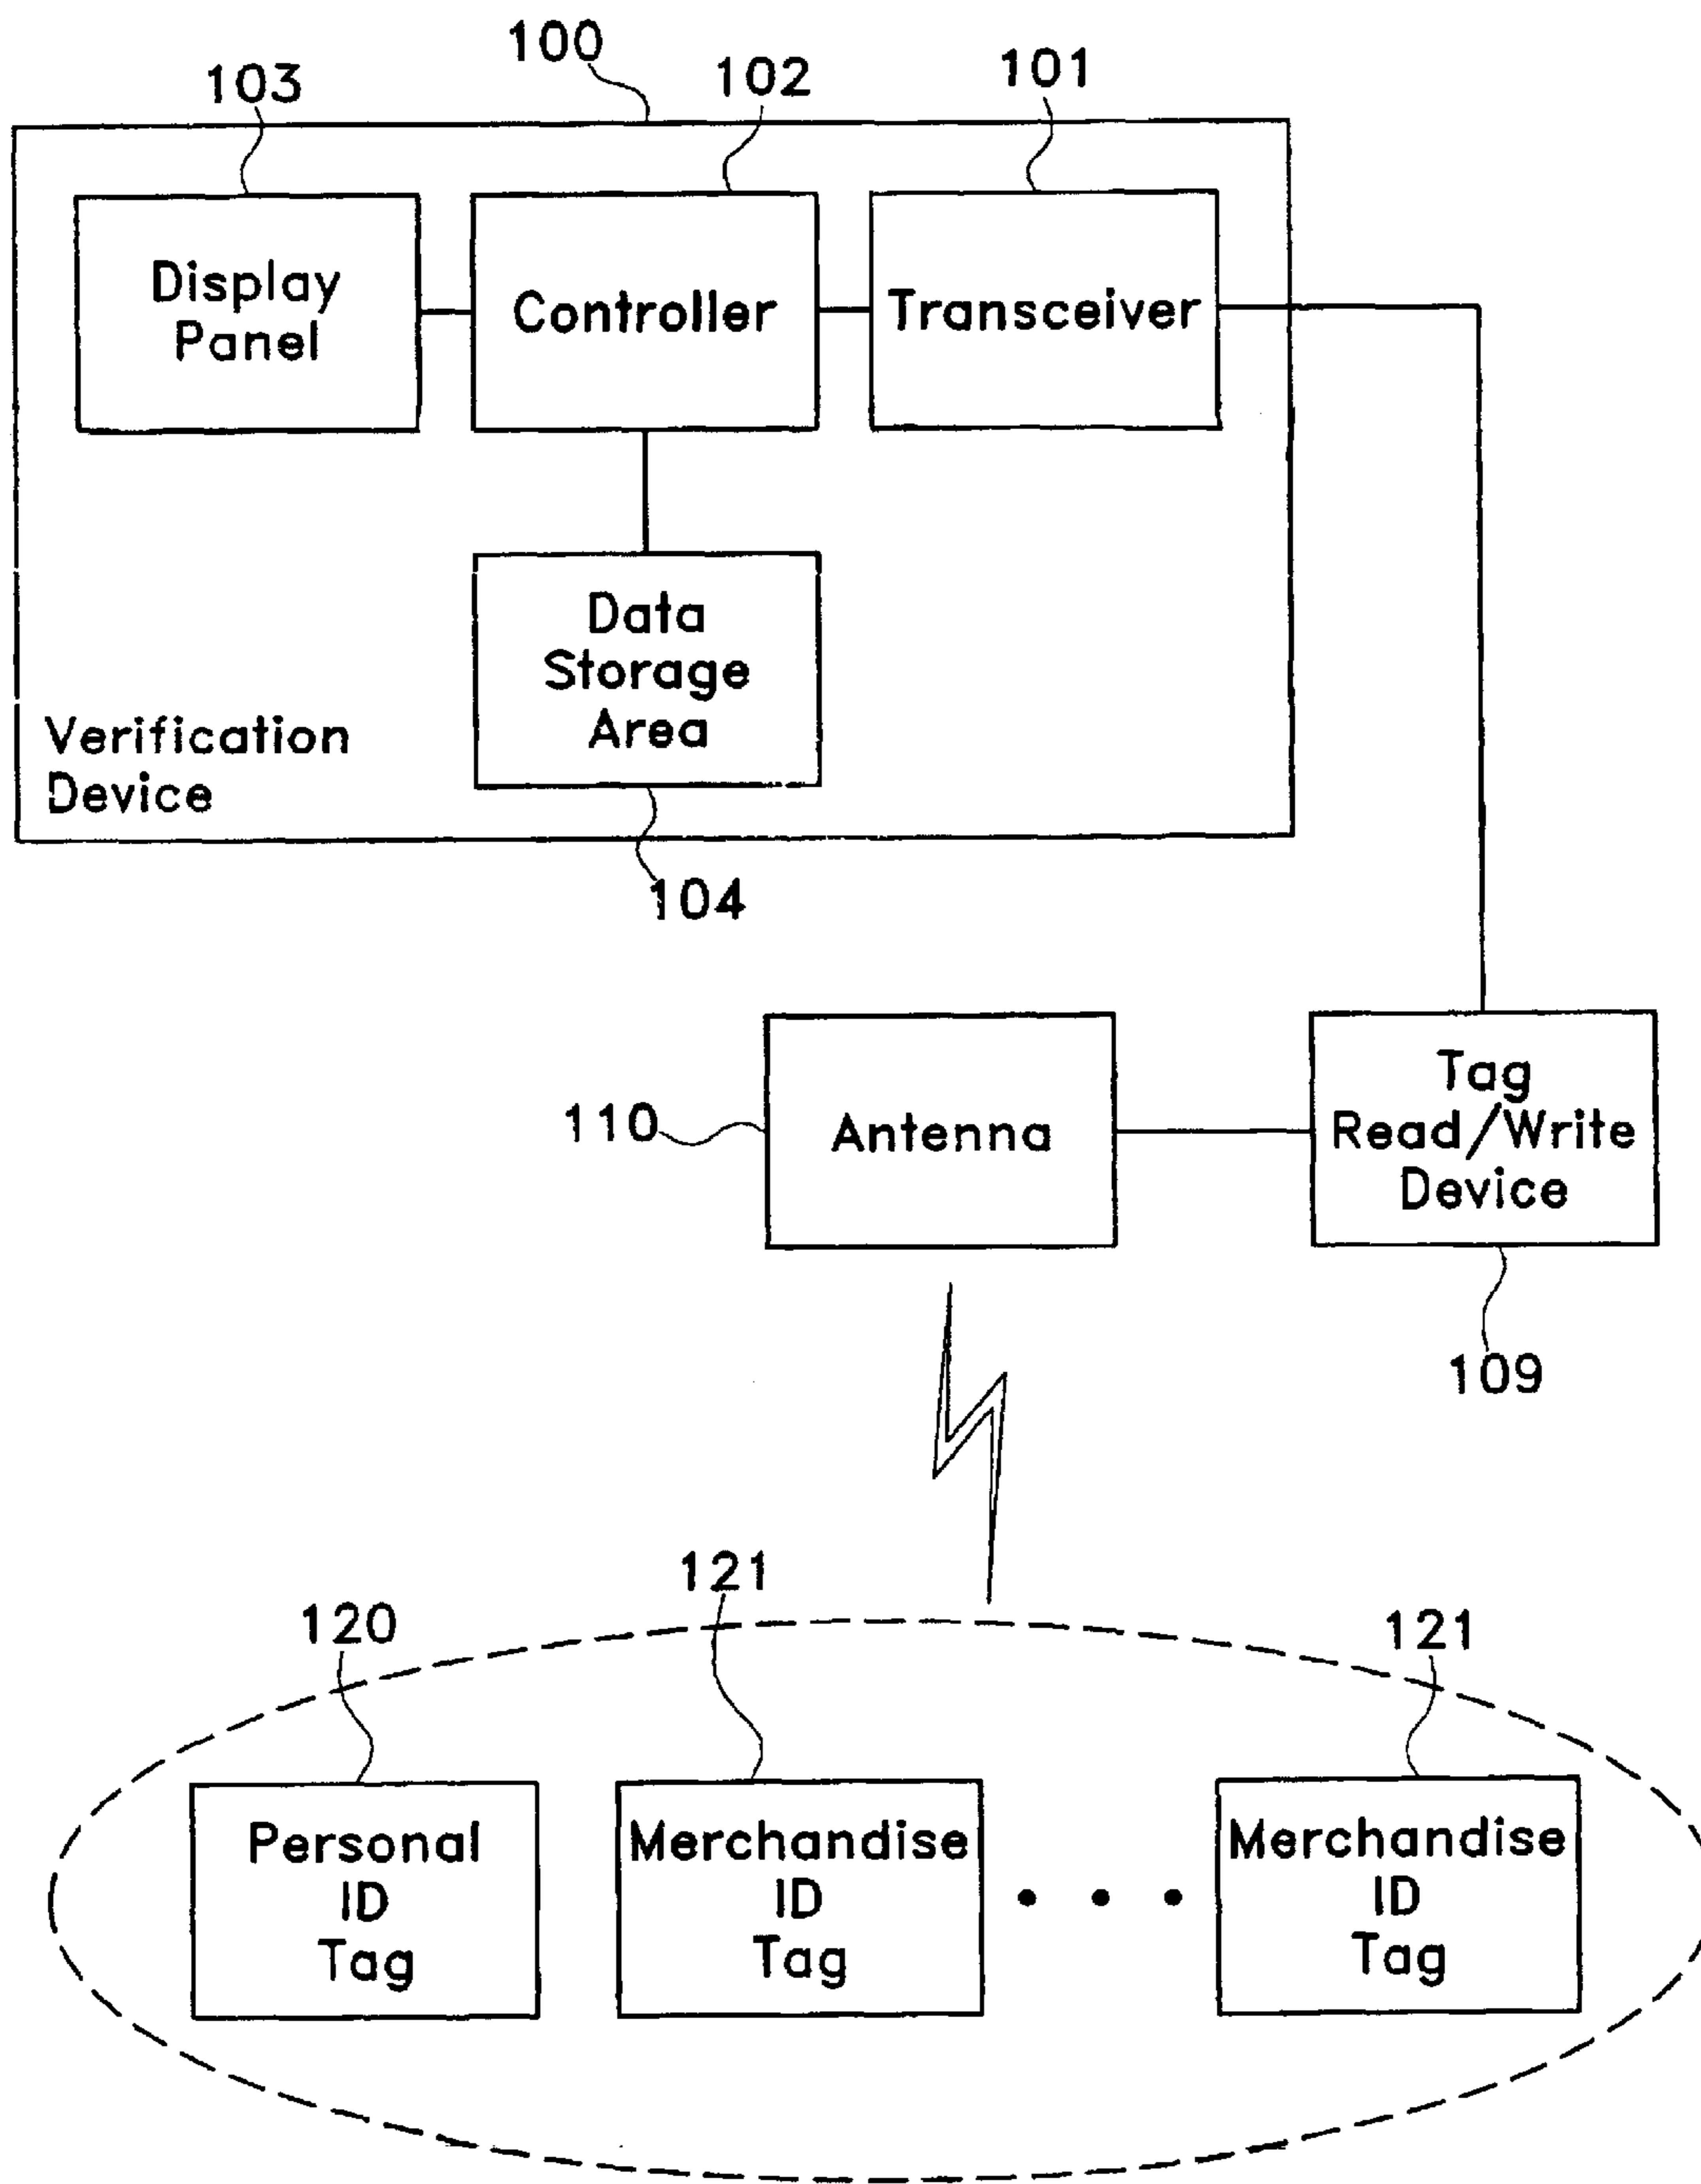 100
103
102
101
Display
Panel
Controller
Transceiver
Data
Storage
Area
Verification
Device
104
110
Antenna
Tag
Read/Write
Device
109
121
120
121
Personal
ID
Tag
Merchandise
ID
Tag
Merchandise
ID
Tag